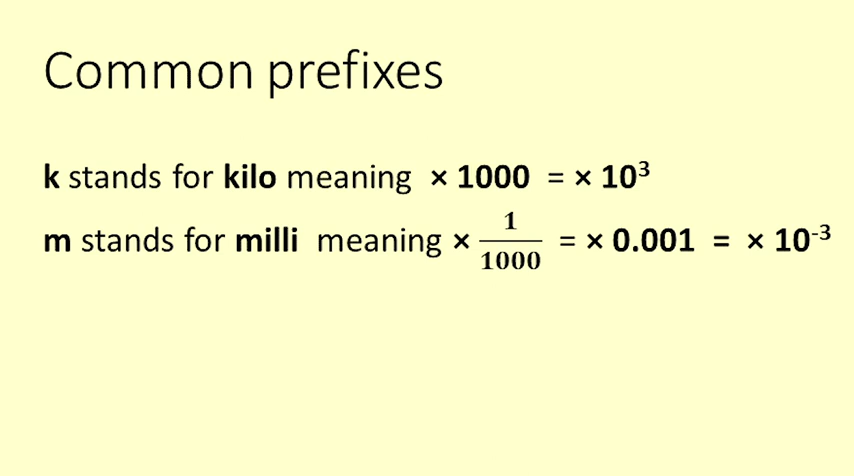 Common prefixes
k stands for kilo meaning × 1000 = × 10³
m stands for milli meaning × 1/1000 = × 0.001 = × 10⁻³